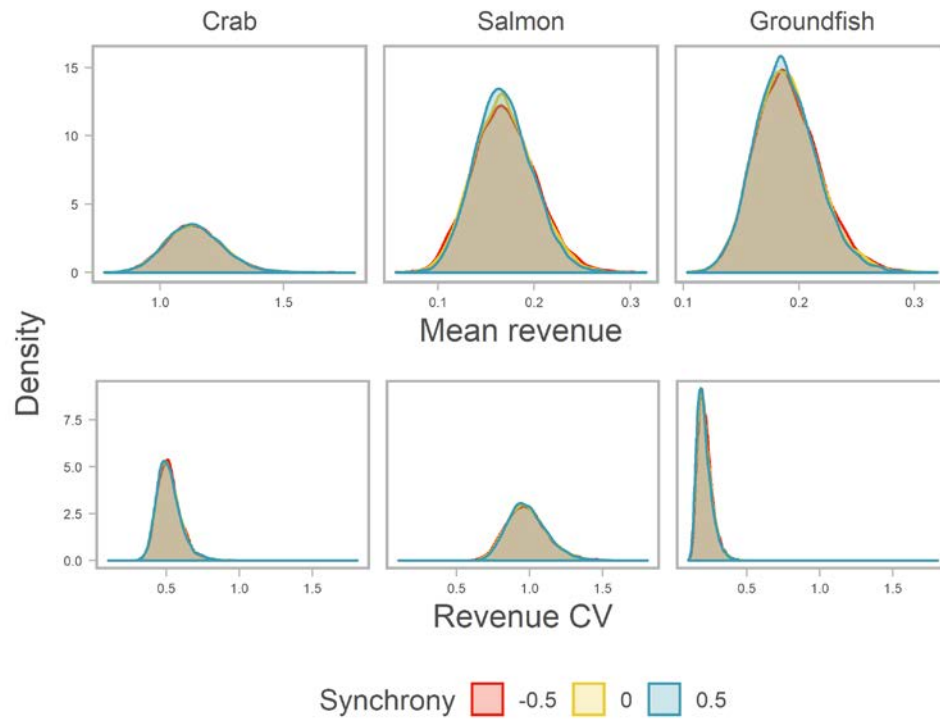 Crab Salmon Groundfish
15
10
5
0
1.0 1.5 0.1 0.2 0.3 0.1 0.2 0.3
Mean revenue
Density
7.5
5.0
2.5
0.0
0.5 1.0 1.5 0.5 1.0 1.5 0.5 1.0 1.5
Revenue CV
Synchrony -0.5 0 0.5